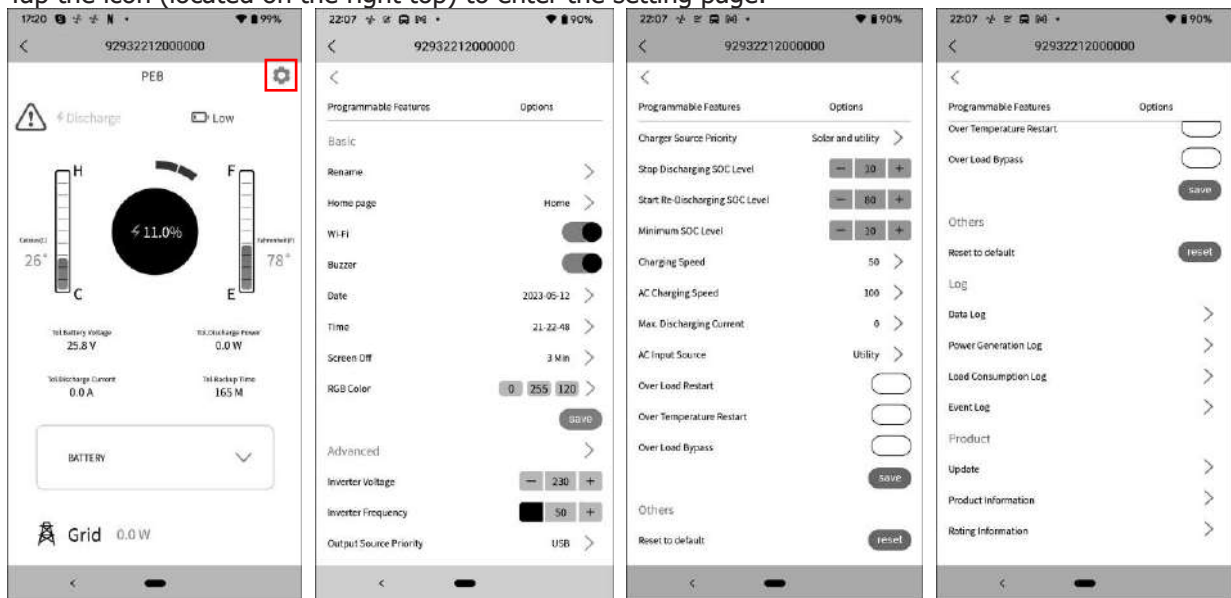 Tap the icon (located on the right top) to enter the setting page.
17:20
99%
92932212000000
PEB
Discharge
Low
H
F
11.0%
26°
78°
C
E
Tol.Battery Voltage
Tol.Discharge Power
25.8 V
0.0 W
Tol.Discharge Current
Tol.Backup Time
0.0 A
165 M
BATTERY
Grid 0.0 W
22:07
90%
92932212000000
Programmable Features Options
Basic
Rename
Home page Home
Wi-Fi
Buzzer
Date 2023-05-12
Time 21-22-48
Screen Off 3 Min
RGB Color 0 255 120
save
Advanced
Inverter Voltage — 230 +
Inverter Frequency 50 +
Output Source Priority USB
22:07
90%
92932212000000
Programmable Features Options
Charger Source Priority Solar and utility
Stop Discharging SOC Level — 10 +
Start Re-Discharging SOC Level — 80 +
Minimum SOC Level — 10 +
Charging Speed 50
AC Charging Speed 100
Max. Discharging Current 0
AC Input Source Utility
Over Load Restart
Over Temperature Restart
Over Load Bypass
save
Others
Reset to default reset
22:07
90%
92932212000000
Programmable Features Options
Over Temperature Restart
Over Load Bypass
save
Others
Reset to default reset
Log
Data Log
Power Generation Log
Load Consumption Log
Event Log
Product
Update
Product Information
Rating Information